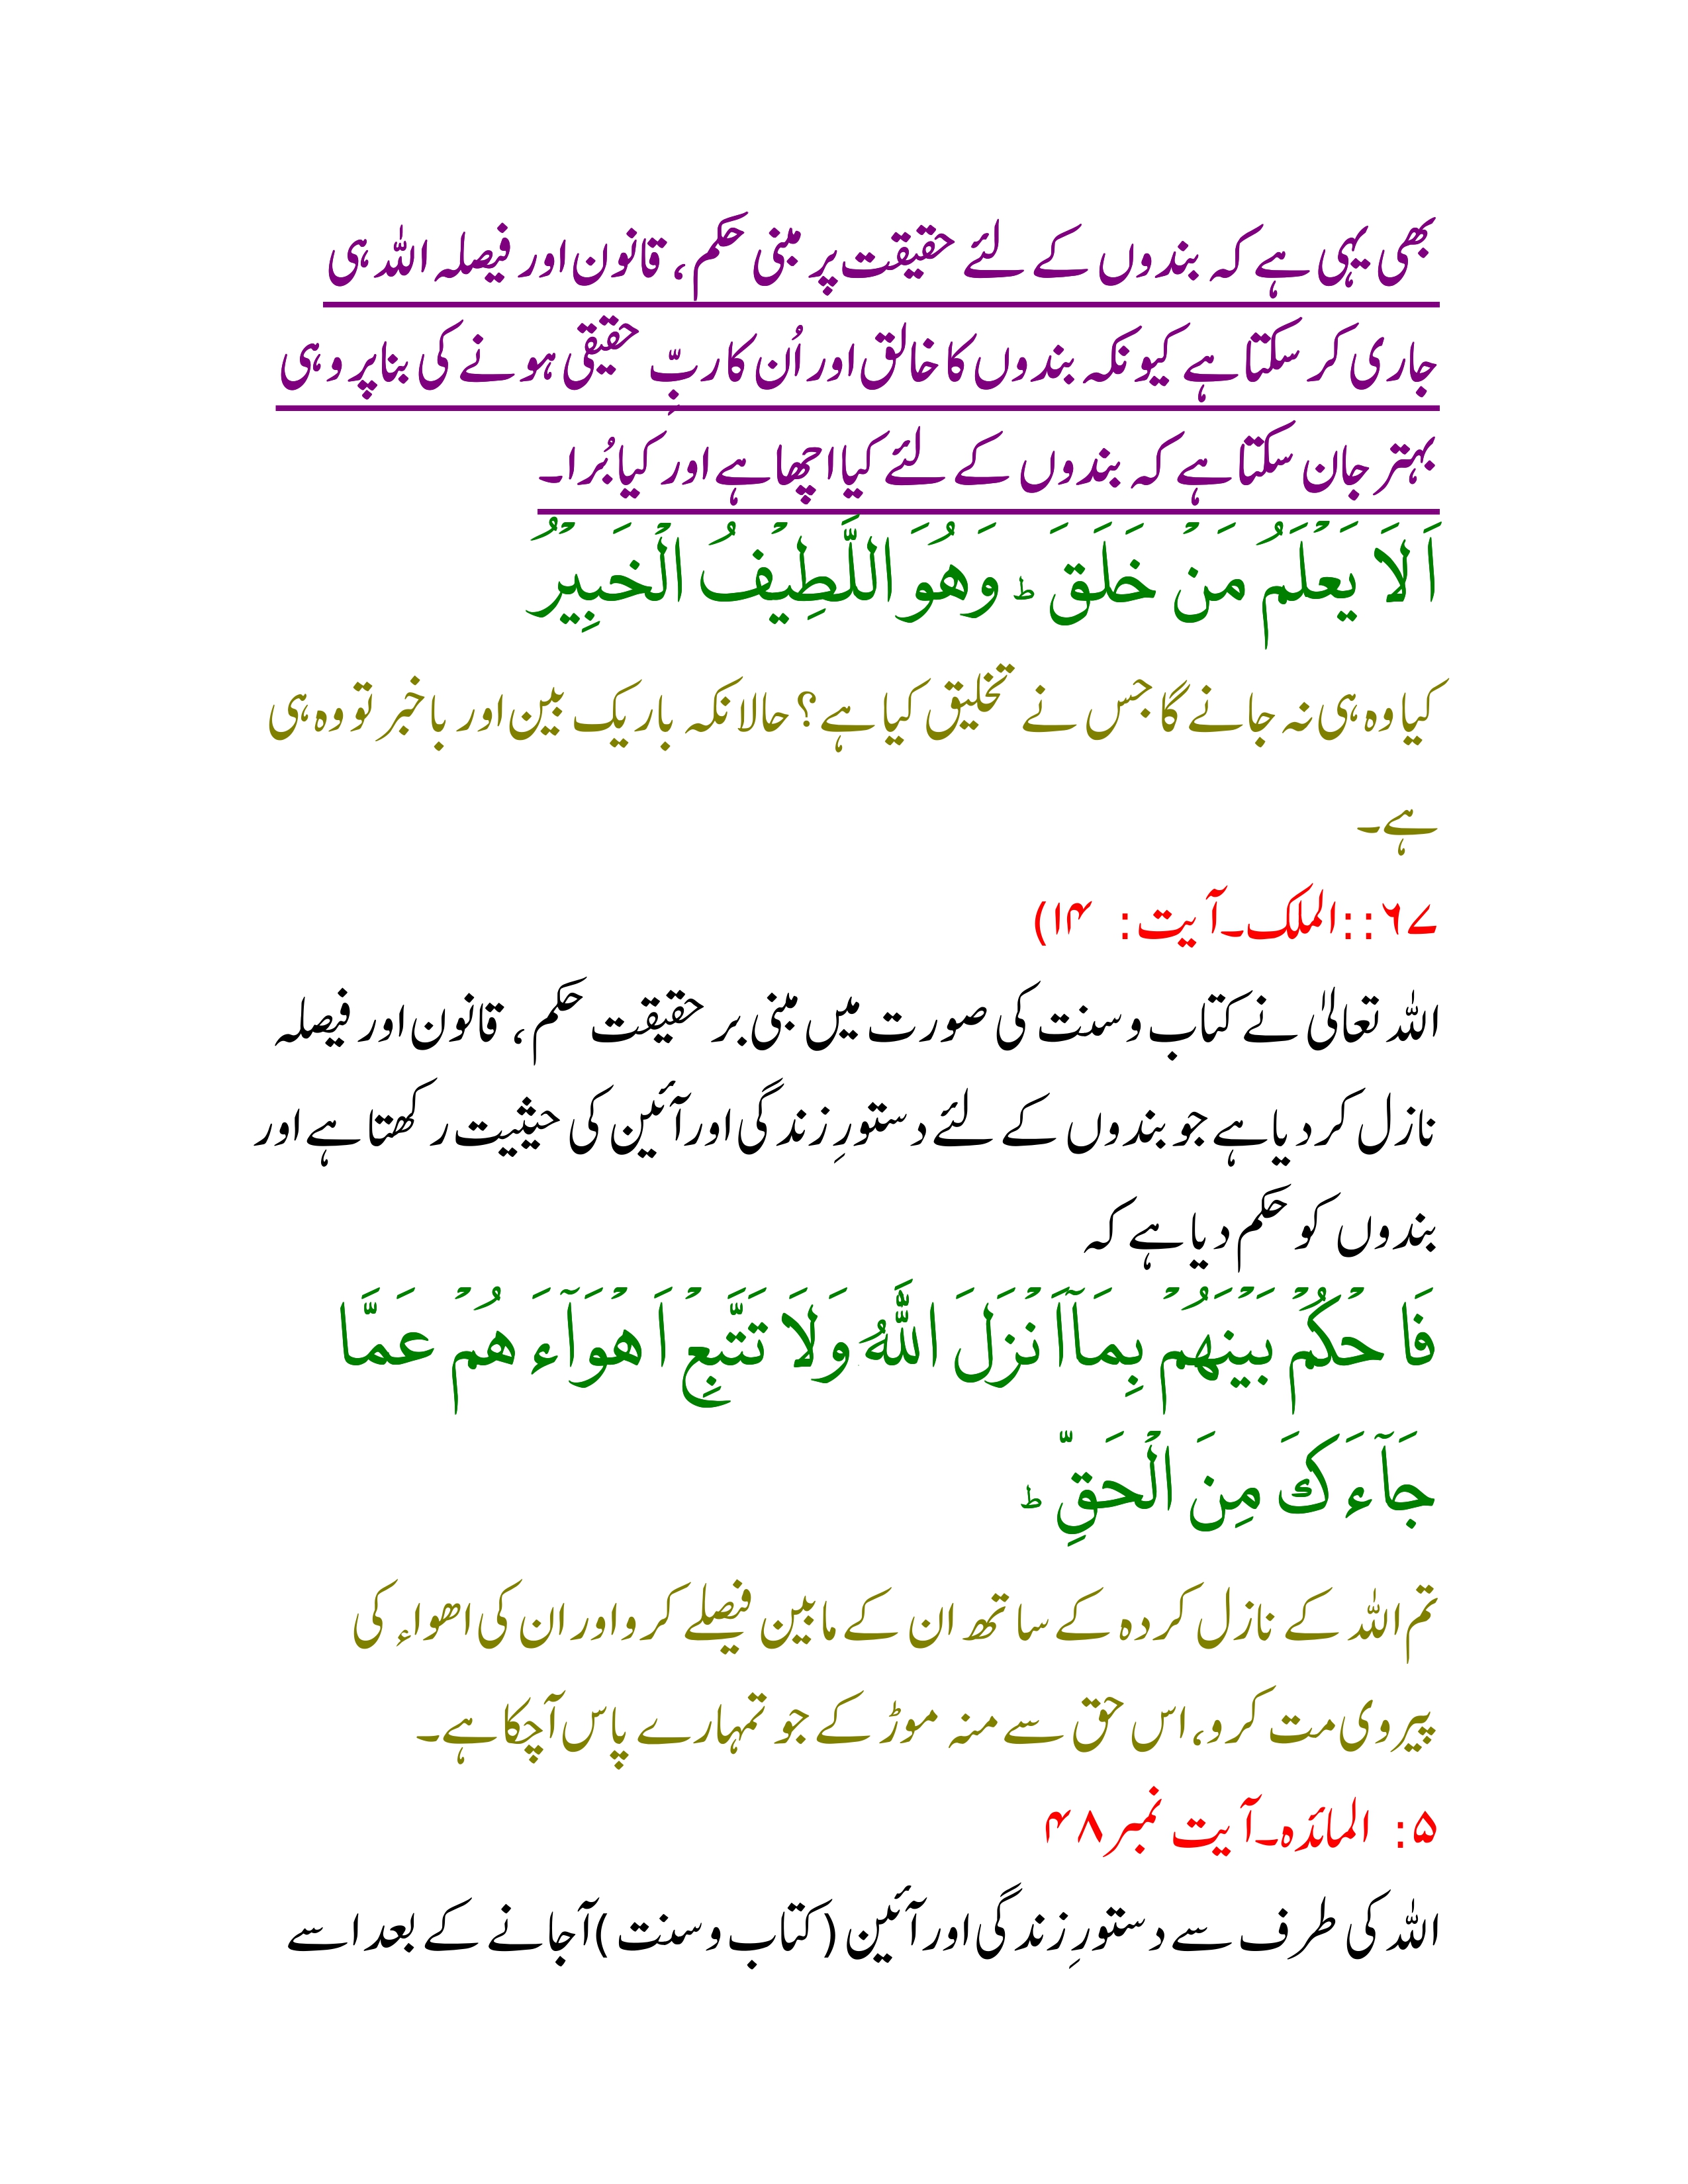 بھی یہی ہے کہ بندوں کے لئے حقیقت پر مبنی حکم، قانون اور فیصلہ اللہ ہی
جاری کر سکتا ہے کیونکہ بندوں کا خالق اور اُن کا ربِّ حقیقی ہونے کی بنا پر وہی
بہتر جان سکتا ہے کہ بندوں کے لئے کیا اچھا ہے اور کیا بُرا۔
اَلَا يَعْلَمُ مَنْ خَلَقَ ؕ وَهُوَ اللَّطِيْفُ الْخَبِيْرُ
کیا وہ ہی نہ جانے گا جس نے تخلیق کیا ہے؟ حالانکہ باریک بین اور باخبر تو وہ ہی
ہے۔
۶۷::الملک۔آیت: ۱۴)
اللہ تعالیٰ نے کتاب و سنت کی صورت میں مبنی بر حقیقت حکم، قانون اور فیصلہ
نازل کر دیا ہے جو بندوں کے لئے دستورِ زندگی اور آئین کی حیثیت رکھتا ہے اور
بندوں کو حکم دیا ہے کہ
فَاحْكُمْ بَيْنَهُمْ بِمَآ اَنْزَلَ اللّٰهُ وَلَا تَتَّبِعْ اَهْوَآءَهُمْ عَمَّا
جَآءَكَ مِنَ الْحَقِّ ؕ
تم اللہ کے نازل کردہ کے ساتھ ان کے مابین فیصلے کرو اور ان کی اھواء کی
پیروی مت کرو، اس حق سے منہ موڑ کے جو تمہارے پاس آچکا ہے۔
۵: المائدہ۔آیت نمبر۴۸
اللہ کی طرف سے دستورِ زندگی اور آئین (کتاب و سنت) آجانے کے بعد اسے